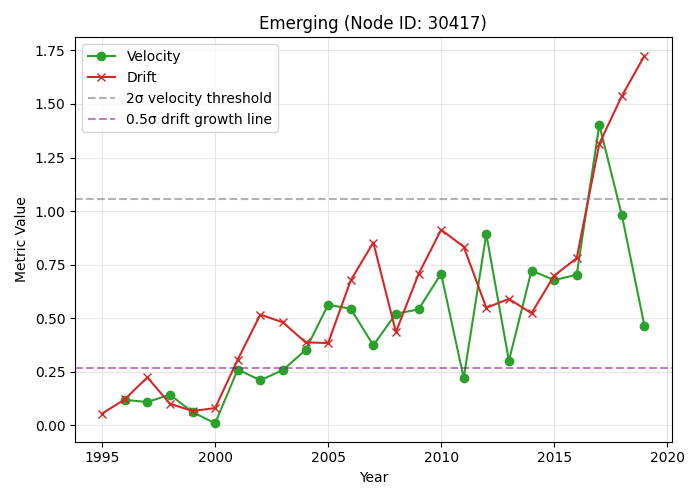 Emerging (Node ID: 30417)
Velocity
Drift
2σ velocity threshold
0.5σ drift growth line
Metric Value
1.75
1.50
1.25
1.00
0.75
0.50
0.25
0.00
1995
2000
2005
2010
2015
2020
Year